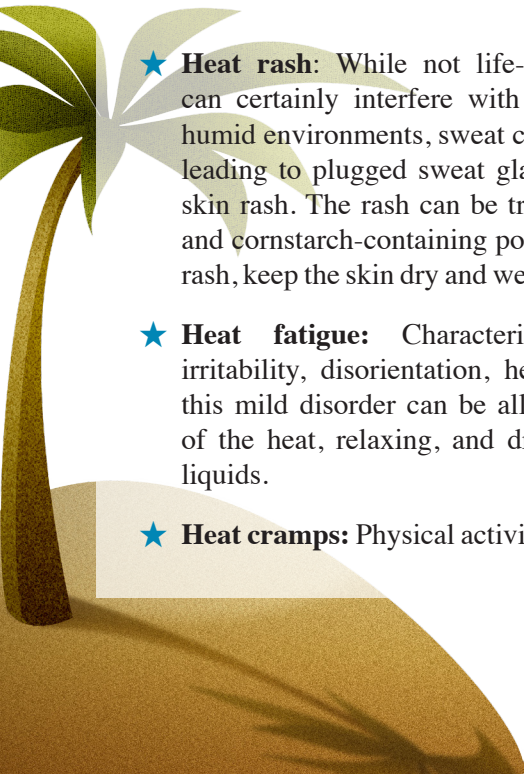 Heat rash: While not life-
can certainly interfere with
humid environments, sweat c
leading to plugged sweat gla
skin rash. The rash can be tr
and cornstarch-containing po
rash, keep the skin dry and we
Heat fatigue: Characteri
irritability, disorientation, he
this mild disorder can be all
of the heat, relaxing, and d
liquids.
Heat cramps: Physical activi